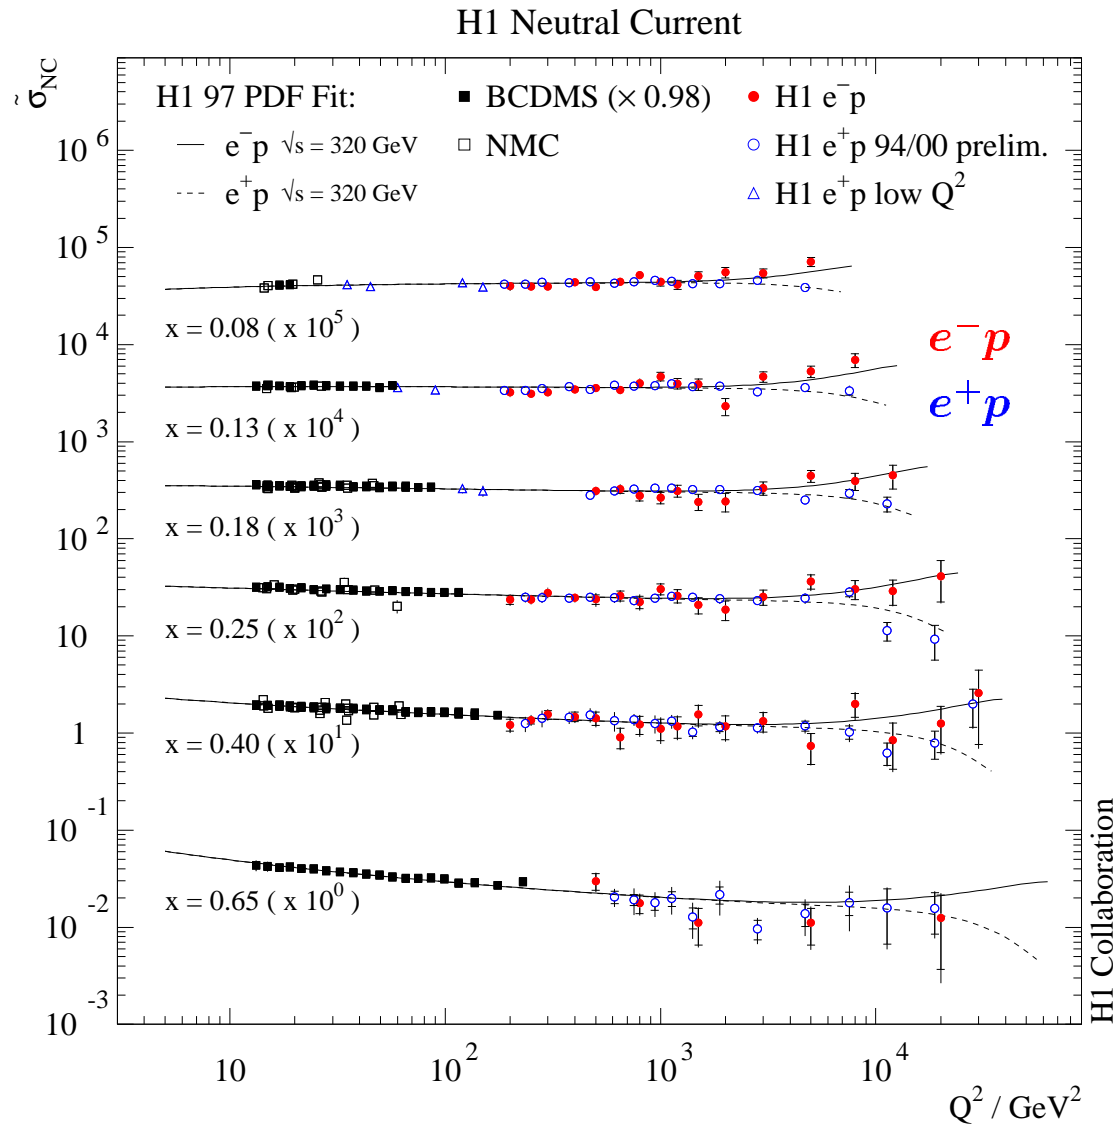 H1 Neutral Current
σ̃_NC
H1 97 PDF Fit:
e⁻p √s = 320 GeV
e⁺p √s = 320 GeV
BCDMS (× 0.98)
NMC
H1 e⁻p
H1 e⁺p 94/00 prelim.
H1 e⁺p low Q²
10⁶
10⁵
10⁴
10³
10²
10
1
10⁻¹
10⁻²
10⁻³
x = 0.08 ( x 10⁵ )
x = 0.13 ( x 10⁴ )
x = 0.18 ( x 10³ )
x = 0.25 ( x 10² )
x = 0.40 ( x 10¹ )
x = 0.65 ( x 10⁰ )
e⁻p
e⁺p
10
10²
10³
10⁴
Q² / GeV²
H1 Collaboration